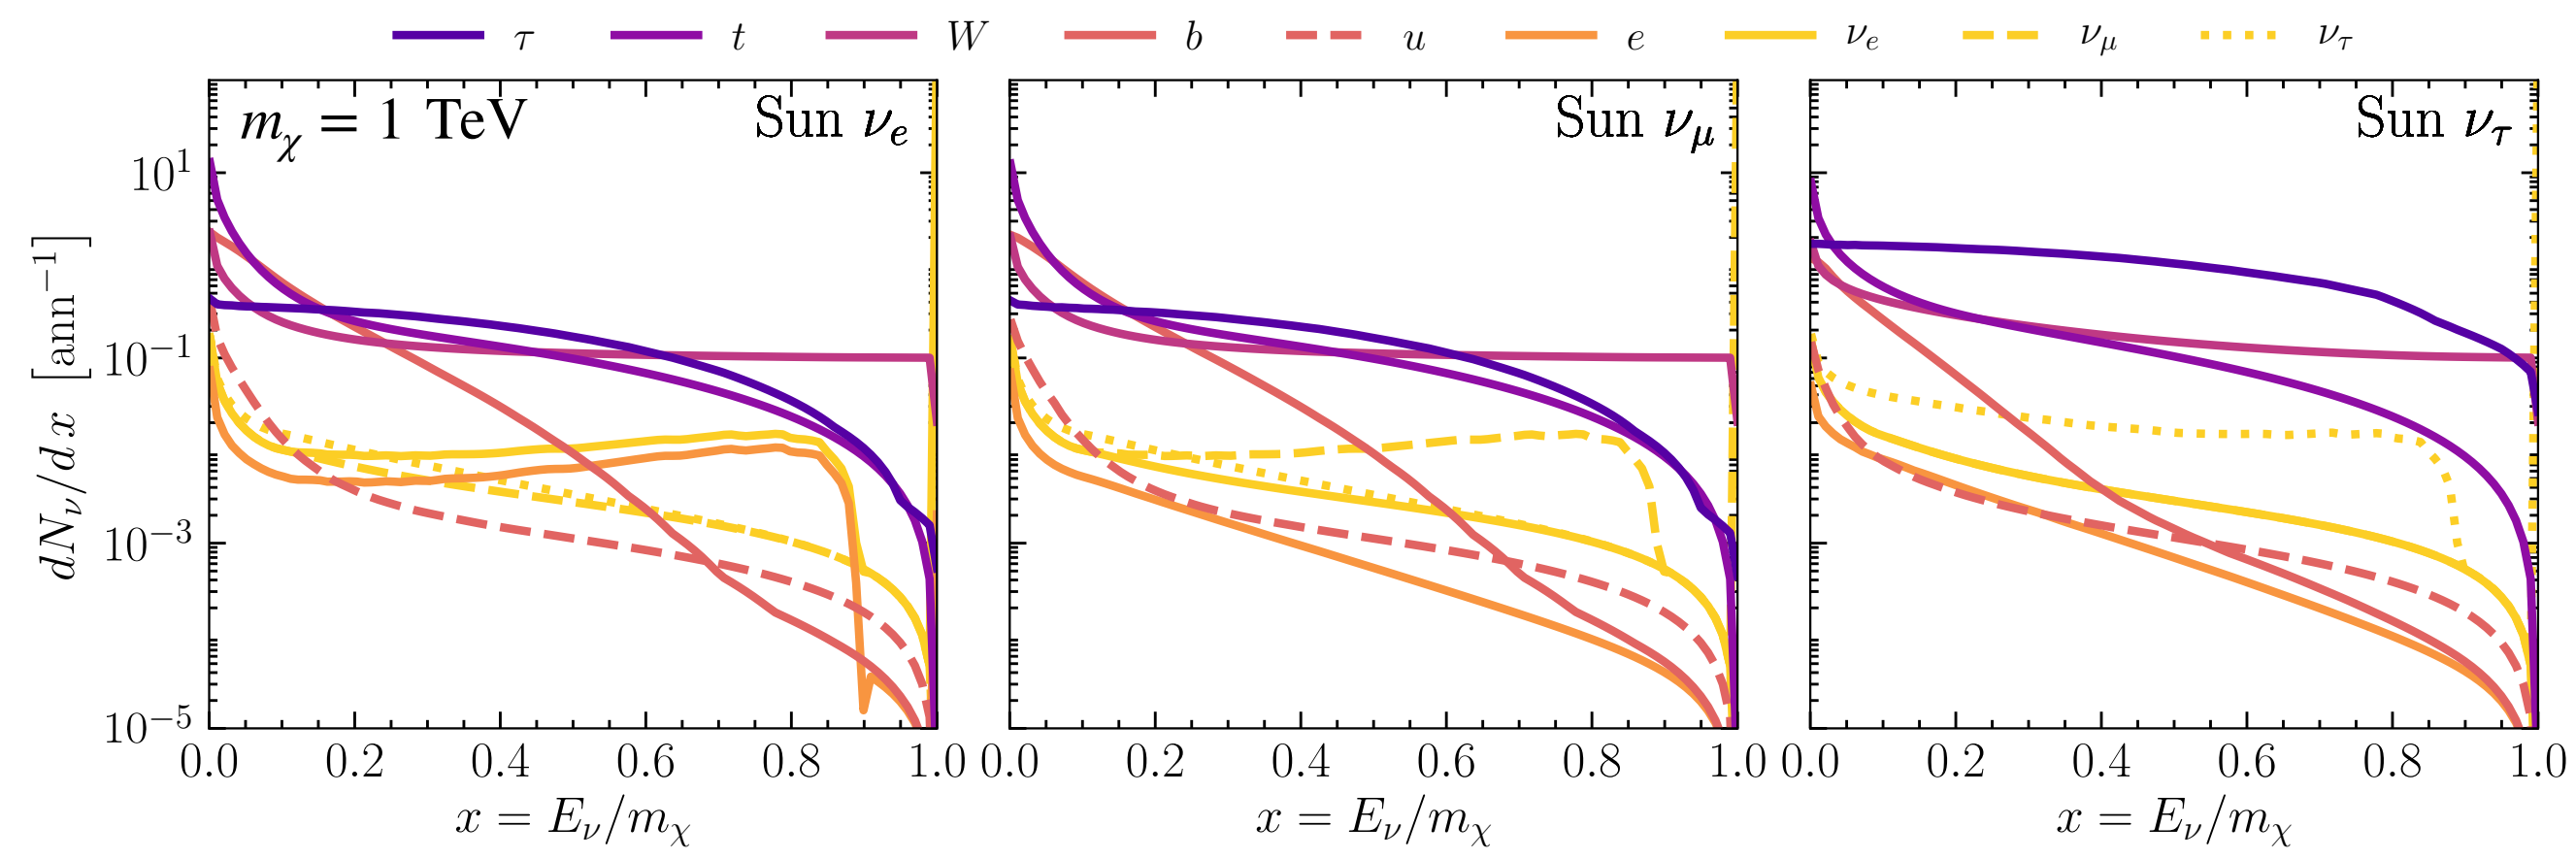 τ t W b u e ν_e ν_μ ν_τ
m_χ = 1 TeV
Sun ν_e
Sun ν_μ
Sun ν_τ
dN_ν/d x [ann⁻¹]
10¹
10⁻¹
10⁻³
10⁻⁵
0.0 0.2 0.4 0.6 0.8 1.0
0.0 0.2 0.4 0.6 0.8 1.0
0.0 0.2 0.4 0.6 0.8 1.0
x = E_ν/m_χ
x = E_ν/m_χ
x = E_ν/m_χ